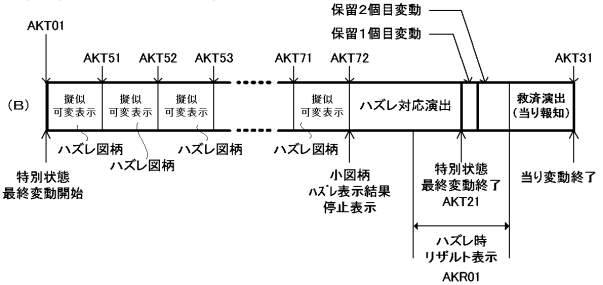 保留2個目変動
保留1個目変動
AKT01
AKT51
AKT52
AKT53
AKT71
AKT72
AKT31
(B)
擬似
可変表示
擬似
可変表示
擬似
可変表示
擬似
可変表示
ハズレ対応演出
救済演出
(当り報知)
ハズレ図柄
ハズレ図柄
ハズレ図柄
ハズレ図柄
特別状態
最終変動開始
小図柄
ハズレ表示結果
停止表示
特別状態
最終変動終了
AKT21
当り変動終了
ハズレ時
リザルト表示
AKR01